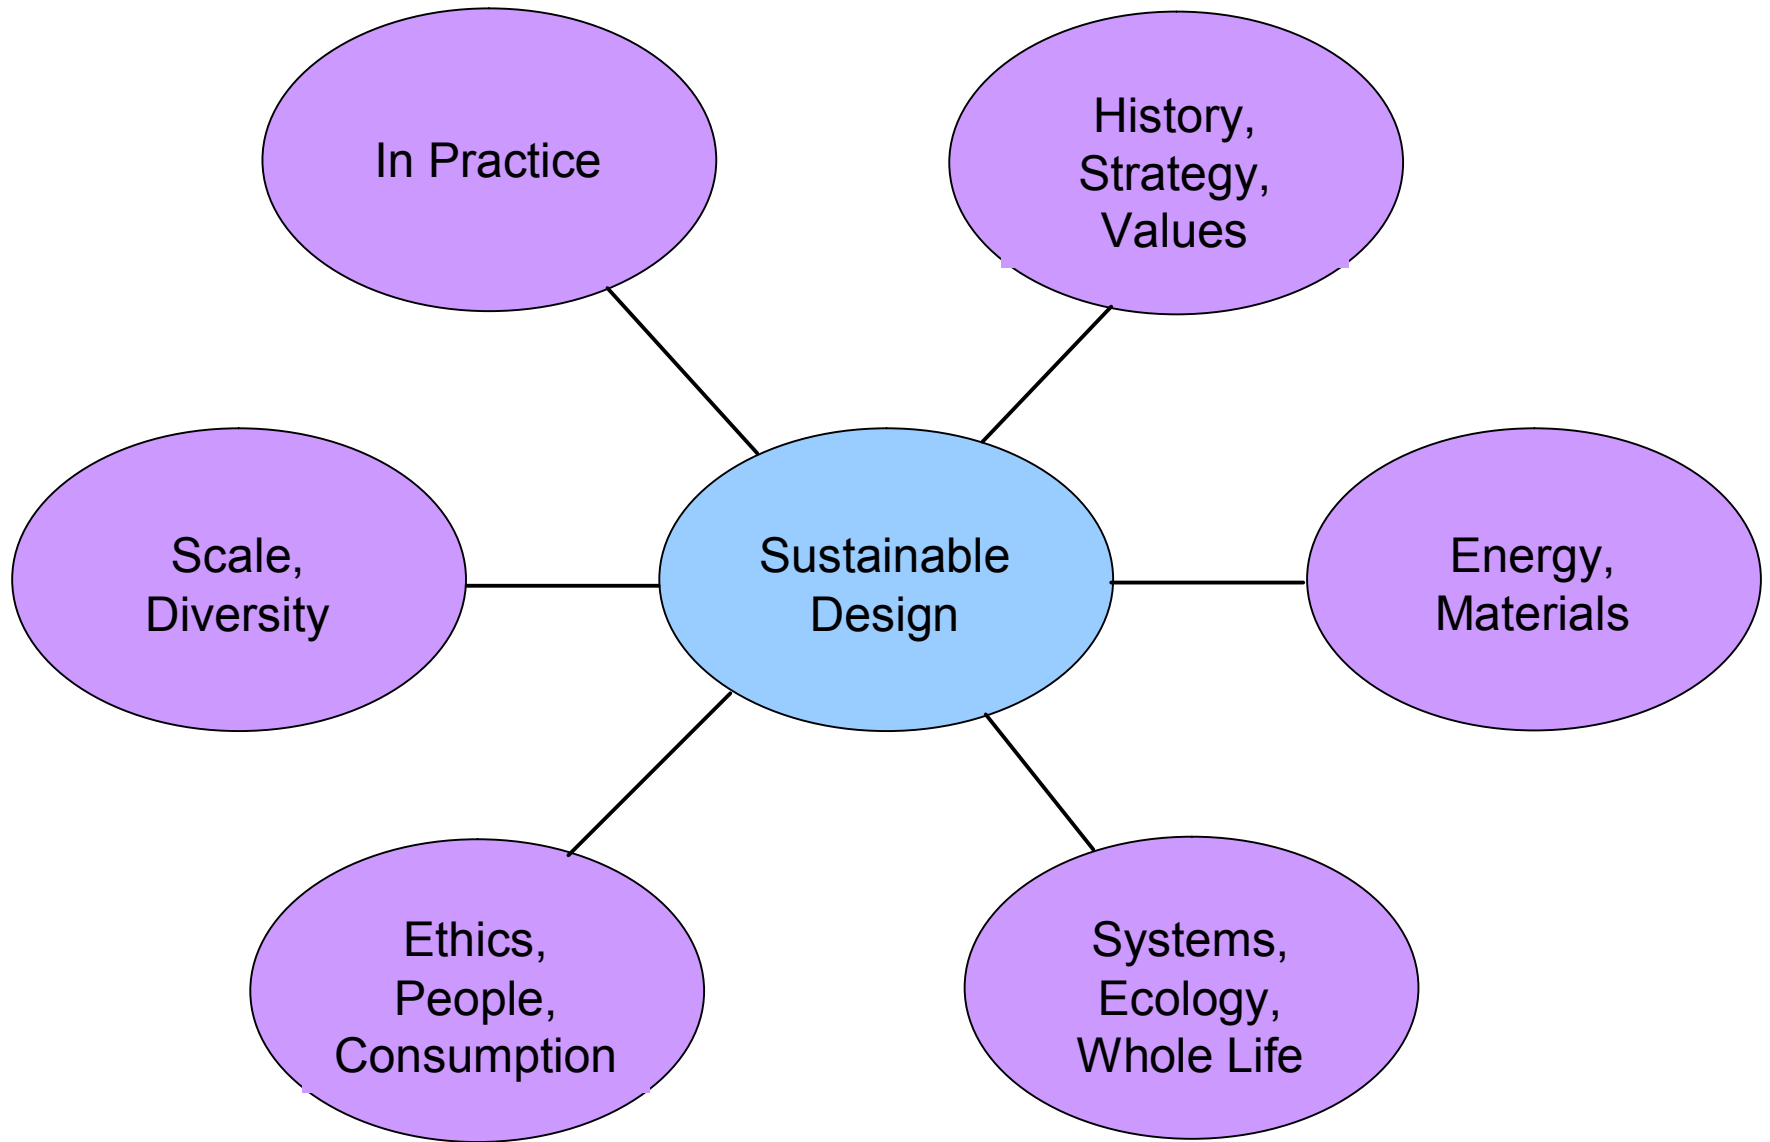 In Practice
History,
Strategy,
Values
Scale,
Diversity
Sustainable
Design
Energy,
Materials
Ethics,
People,
Consumption
Systems,
Ecology,
Whole Life